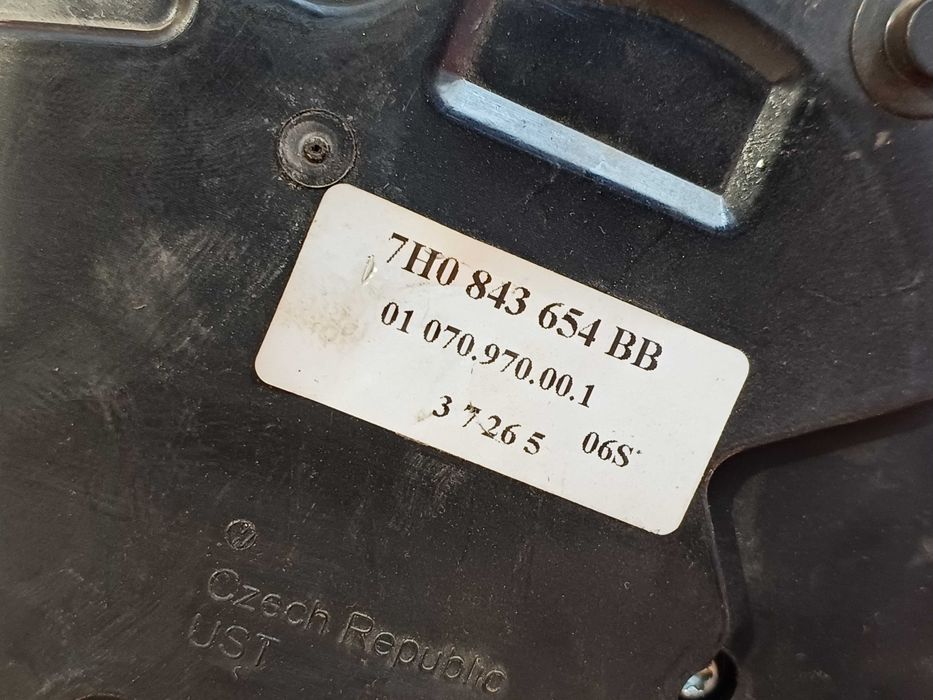 7H0 843 654 BB
01 070.970.00.1
3 7 26 5 06S
Czech Republic
UST